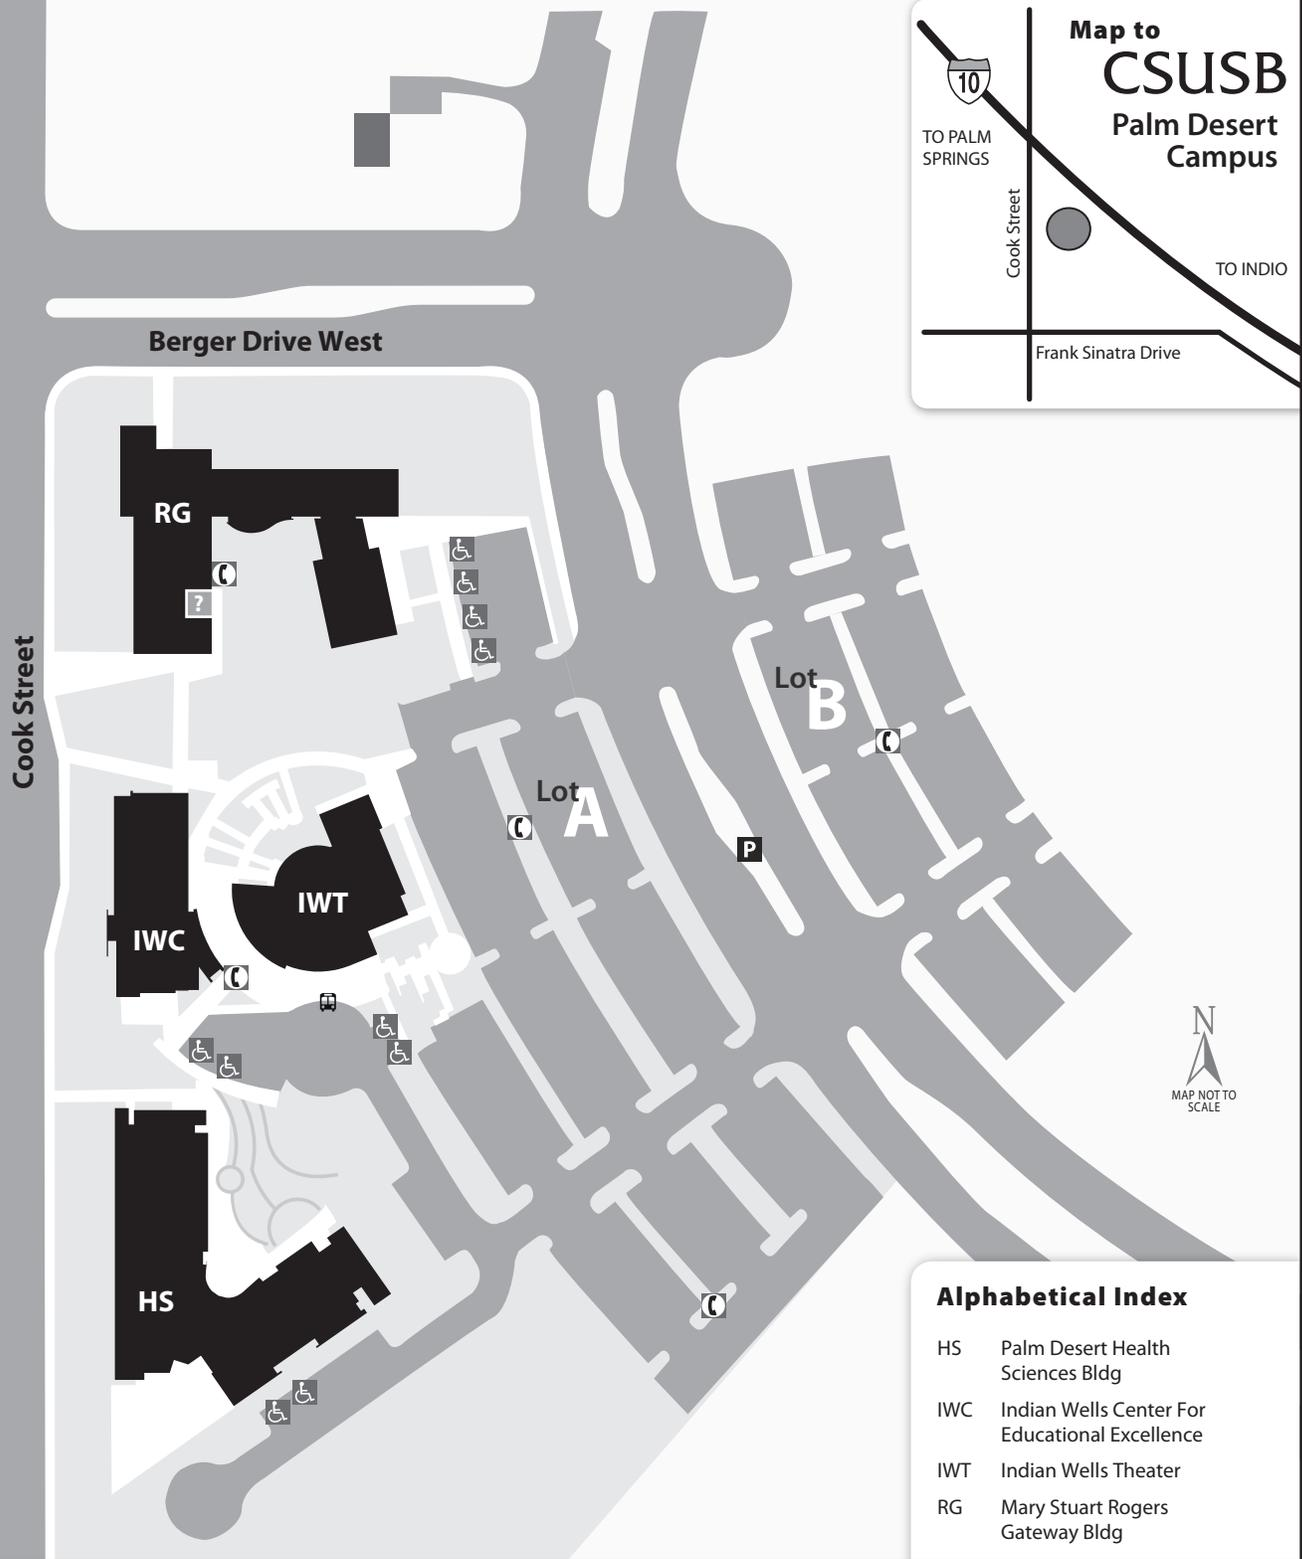 Map to
CSUSB
Palm Desert
Campus
10
TO PALM
SPRINGS
Cook Street
TO INDIO
Frank Sinatra Drive
Berger Drive West
RG
?
Cook Street
Lot
B
Lot
A
P
IWT
IWC
N
MAP NOT TO
SCALE
HS
Alphabetical Index
HS Palm Desert Health
Sciences Bldg
IWC Indian Wells Center For
Educational Excellence
IWT Indian Wells Theater
RG Mary Stuart Rogers
Gateway Bldg